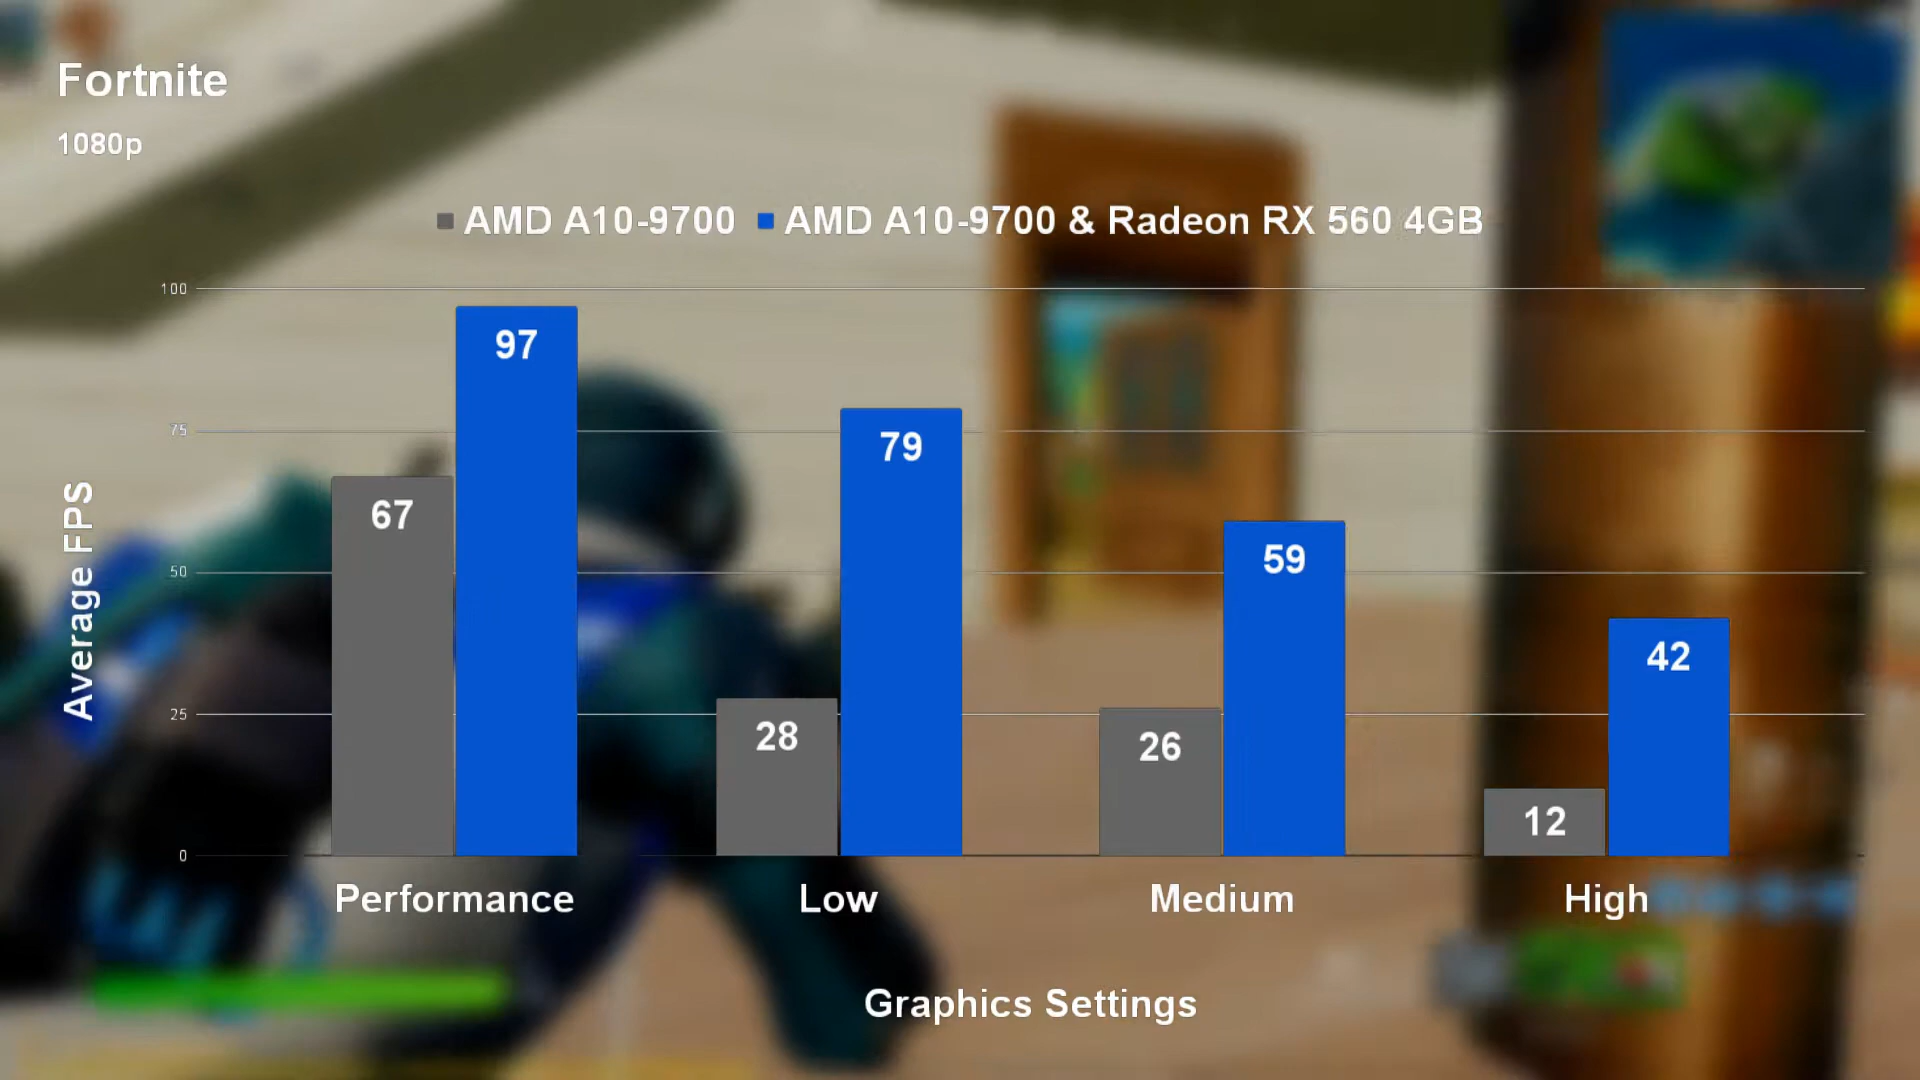 Fortnite
1080p
AMD A10-9700 AMD A10-9700 & Radeon RX 560 4GB
100
75
50
25
0
Average FPS
67
97
28
79
26
59
12
42
Performance Low Medium High
Graphics Settings